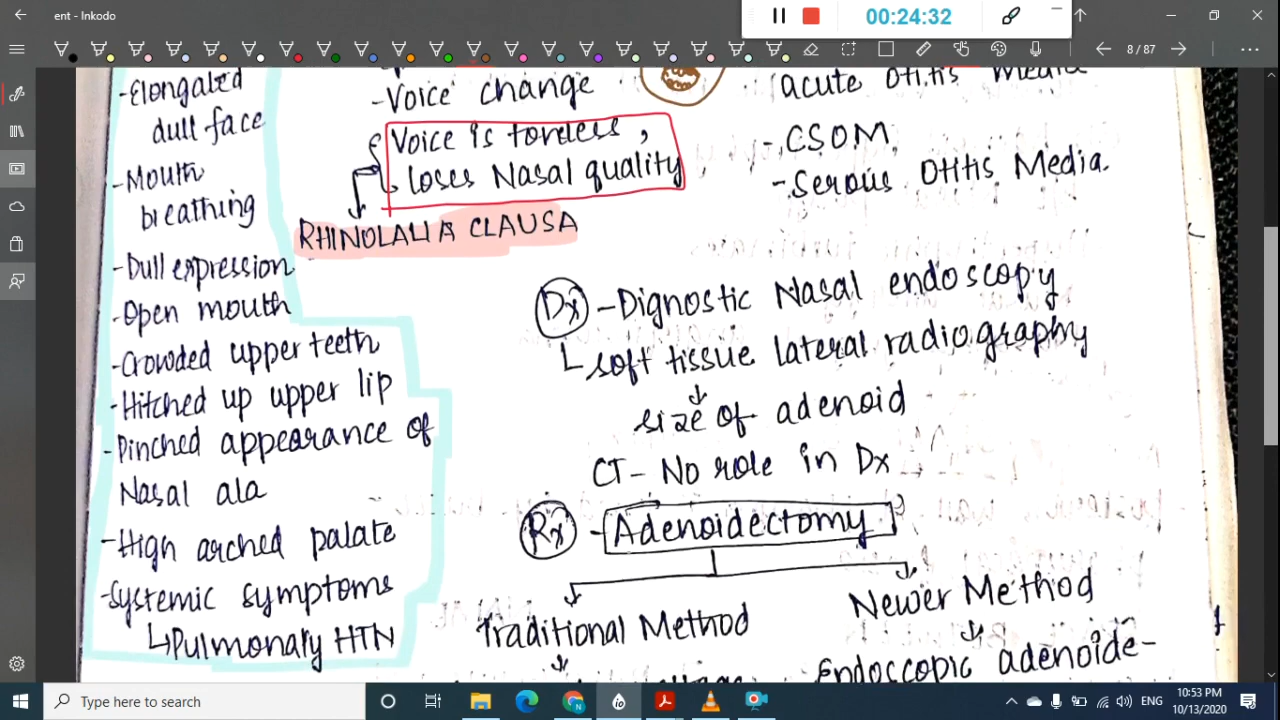 ent - Inkodo
00:24:32
8 / 87
-Elongated
dull face
-Mouth
breathing
-Dull expression
-Open mouth
-Crowded upper teeth
-Hitched up upper lip
-Pinched appearance of
Nasal ala
-High arched palate
-Systemic symptoms
↳Pulmonary HTN
-Voice change
Voice is toneless,
loses Nasal quality
RHINOLALIA CLAUSA
acute Otitis Media
-CSOM
-Serous Otitis Media.
Dx -Dignostic Nasal endoscopy
↳soft tissue lateral radiography
size of adenoid
CT- No role in Dx
Rx - Adenoidectomy
Traditional Method
Newer Method
Endoscopic adenoide-
Type here to search
ENG
10:53 PM
10/13/2020